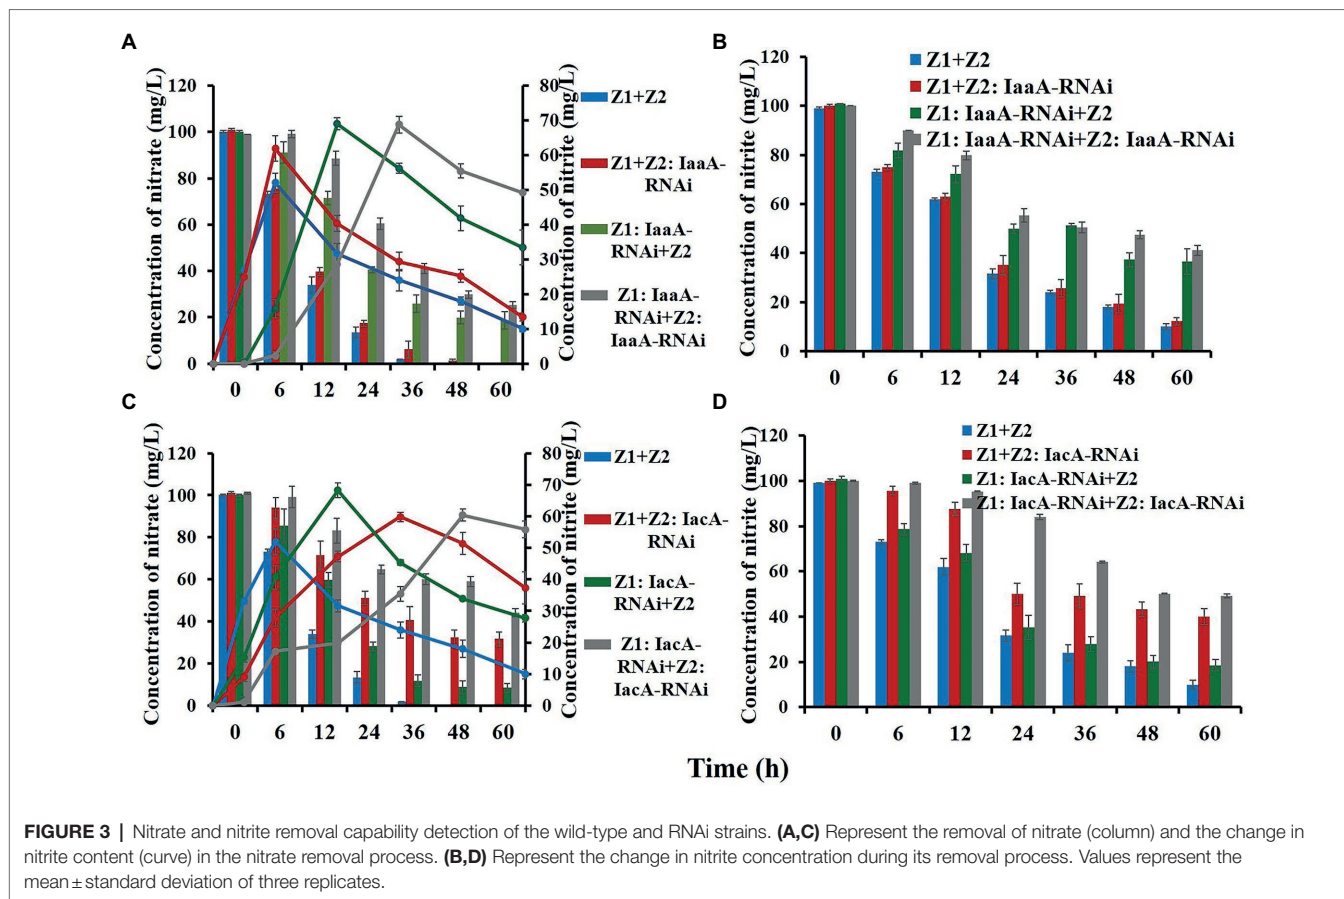 A
Concentration of nitrate (mg/L)
120
100
80
60
40
20
0
0 6 12 24 36 48 60
80
70
60
50
40
30
20
10
0
Concentration of nitrite (mg/L)
Z1+Z2
Z1+Z2: IaaA-
RNAi
Z1: IaaA-
RNAi+Z2
Z1: IaaA-
RNAi+Z2:
IaaA-RNAi
B
Concentration of nitrite (mg/L)
120
100
80
60
40
20
0
0 6 12 24 36 48 60
Z1+Z2
Z1+Z2: IaaA-RNAi
Z1: IaaA-RNAi+Z2
Z1: IaaA-RNAi+Z2: IaaA-RNAi
C
Concentration of nitrate (mg/L)
120
100
80
60
40
20
0
0 6 12 24 36 48 60
80
70
60
50
40
30
20
10
0
Concentration of nitrite (mg/L)
Z1+Z2
Z1+Z2: IacA-
RNAi
Z1: IacA-
RNAi+Z2
Z1: IacA-
RNAi+Z2:
IacA-RNAi
D
Concentration of nitrite (mg/L)
120
100
80
60
40
20
0
0 6 12 24 36 48 60
Z1+Z2
Z1+Z2: IacA-RNAi
Z1: IacA-RNAi+Z2
Z1: IacA-RNAi+Z2: IacA-RNAi
Time (h)
FIGURE 3 | Nitrate and nitrite removal capability detection of the wild-type and RNAi strains. (A,C) Represent the removal of nitrate (column) and the change in
nitrite content (curve) in the nitrate removal process. (B,D) Represent the change in nitrite concentration during its removal process. Values represent the
mean ± standard deviation of three replicates.